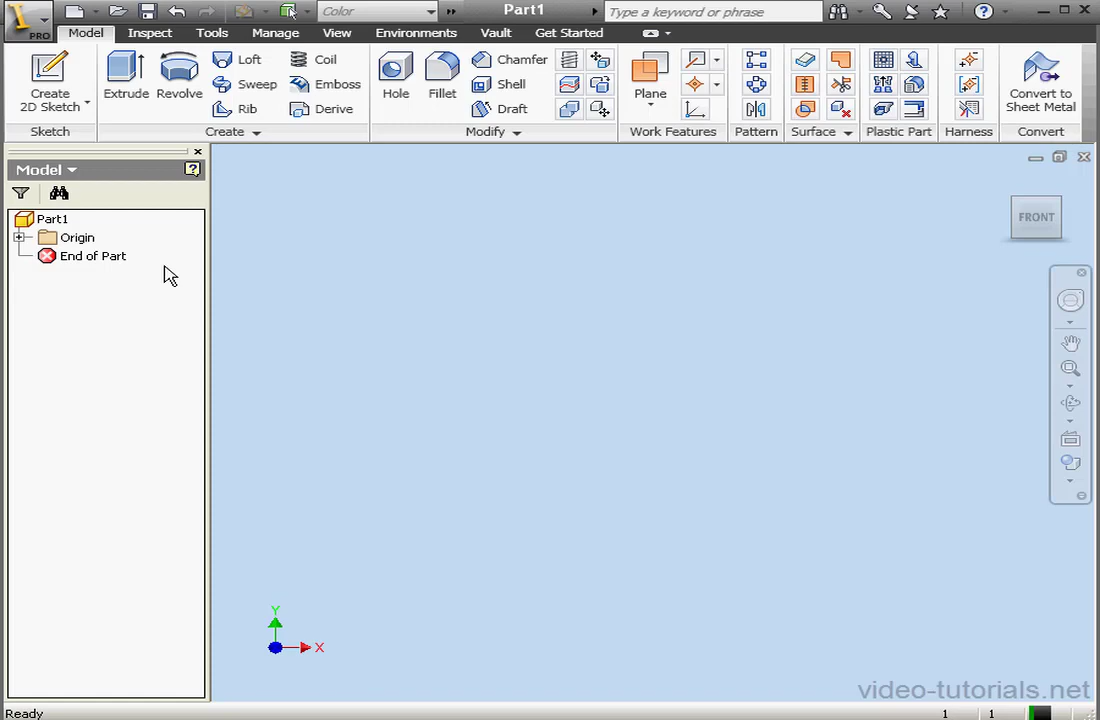 PRO
Color
Part1
Type a keyword or phrase
Model Inspect Tools Manage View Environments Vault Get Started
Create
2D Sketch
Extrude
Revolve
Loft
Sweep
Rib
Coil
Emboss
Derive
Hole
Fillet
Chamfer
Shell
Draft
Plane
Convert to
Sheet Metal
Sketch
Create
Modify
Work Features
Pattern
Surface
Plastic Part
Harness
Convert
Model
Part1
Origin
End of Part
FRONT
Y
X
video-tutorials.net
Ready
1
1